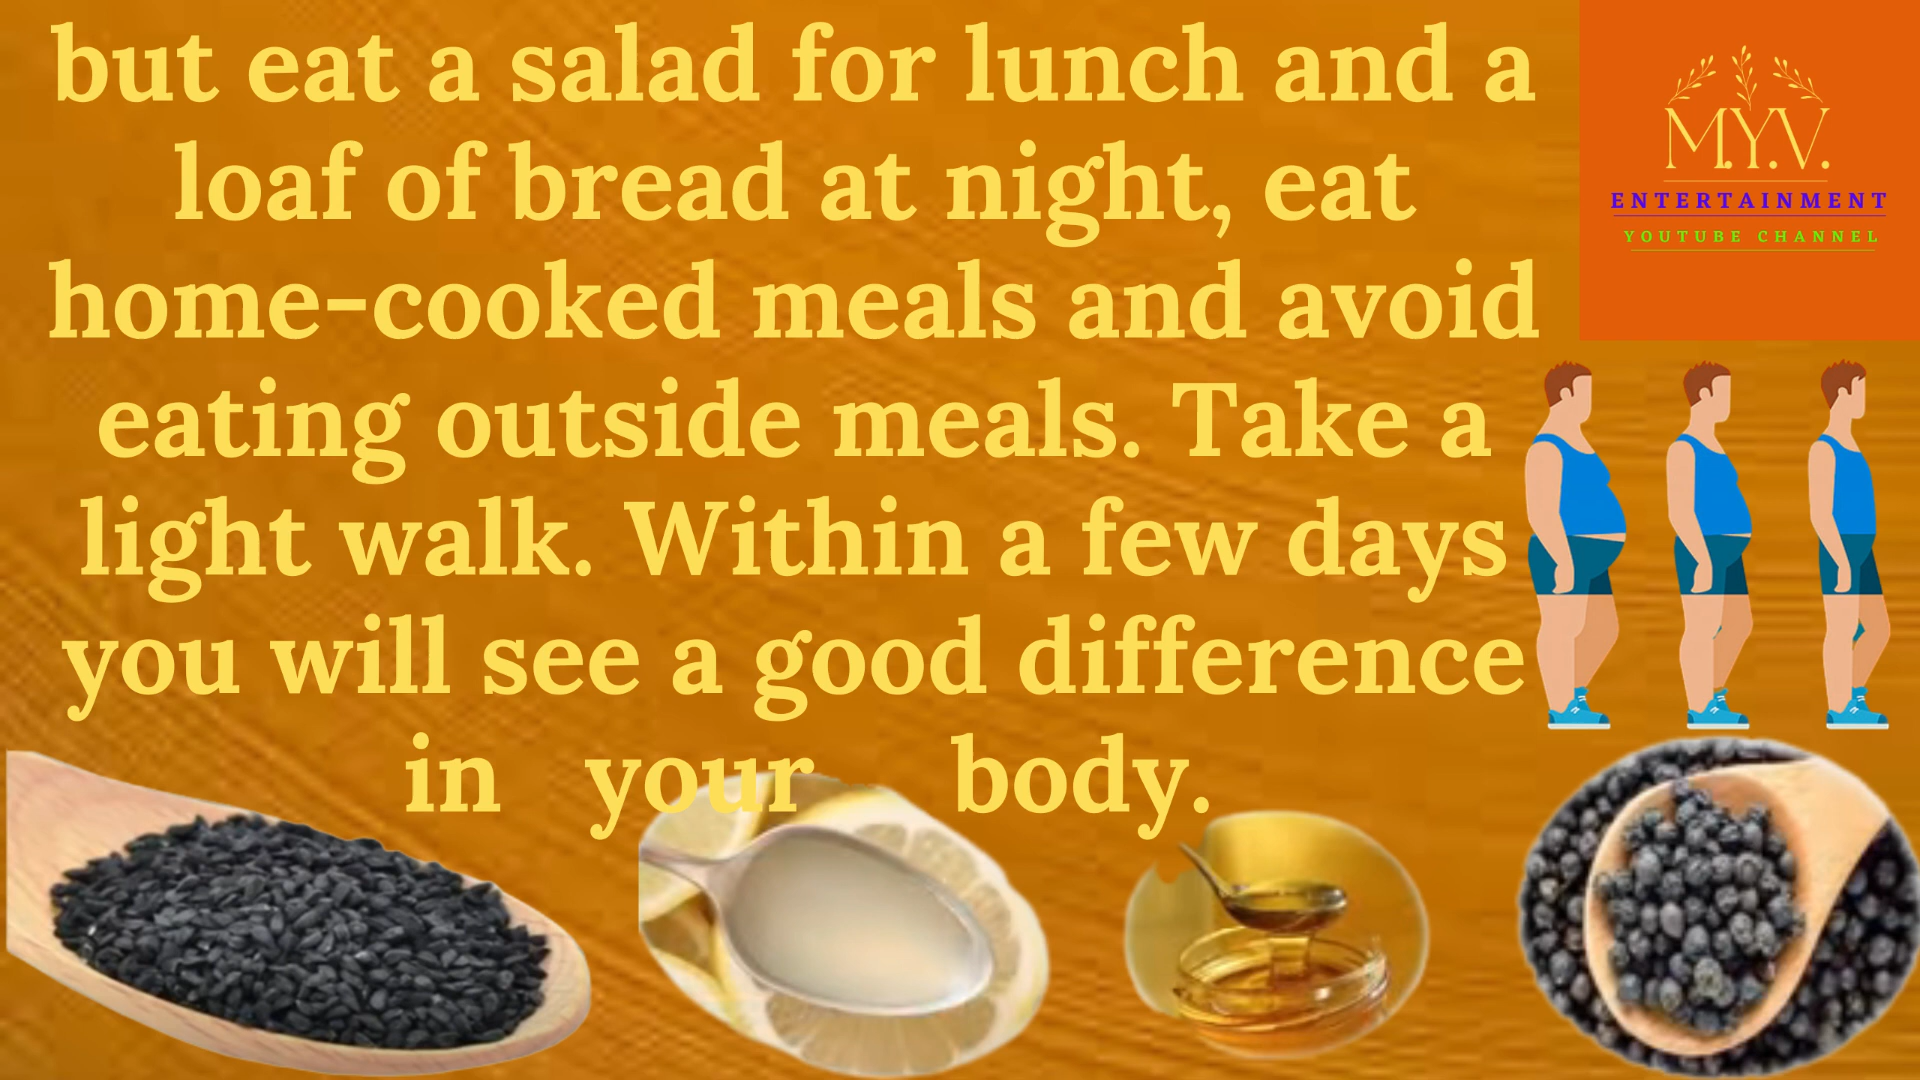 but eat a salad for lunch and a
loaf of bread at night, eat
home-cooked meals and avoid
eating outside meals. Take a
light walk. Within a few days
you will see a good difference
in your body.
M.Y.V.
ENTERTAINMENT
YOUTUBE CHANNEL